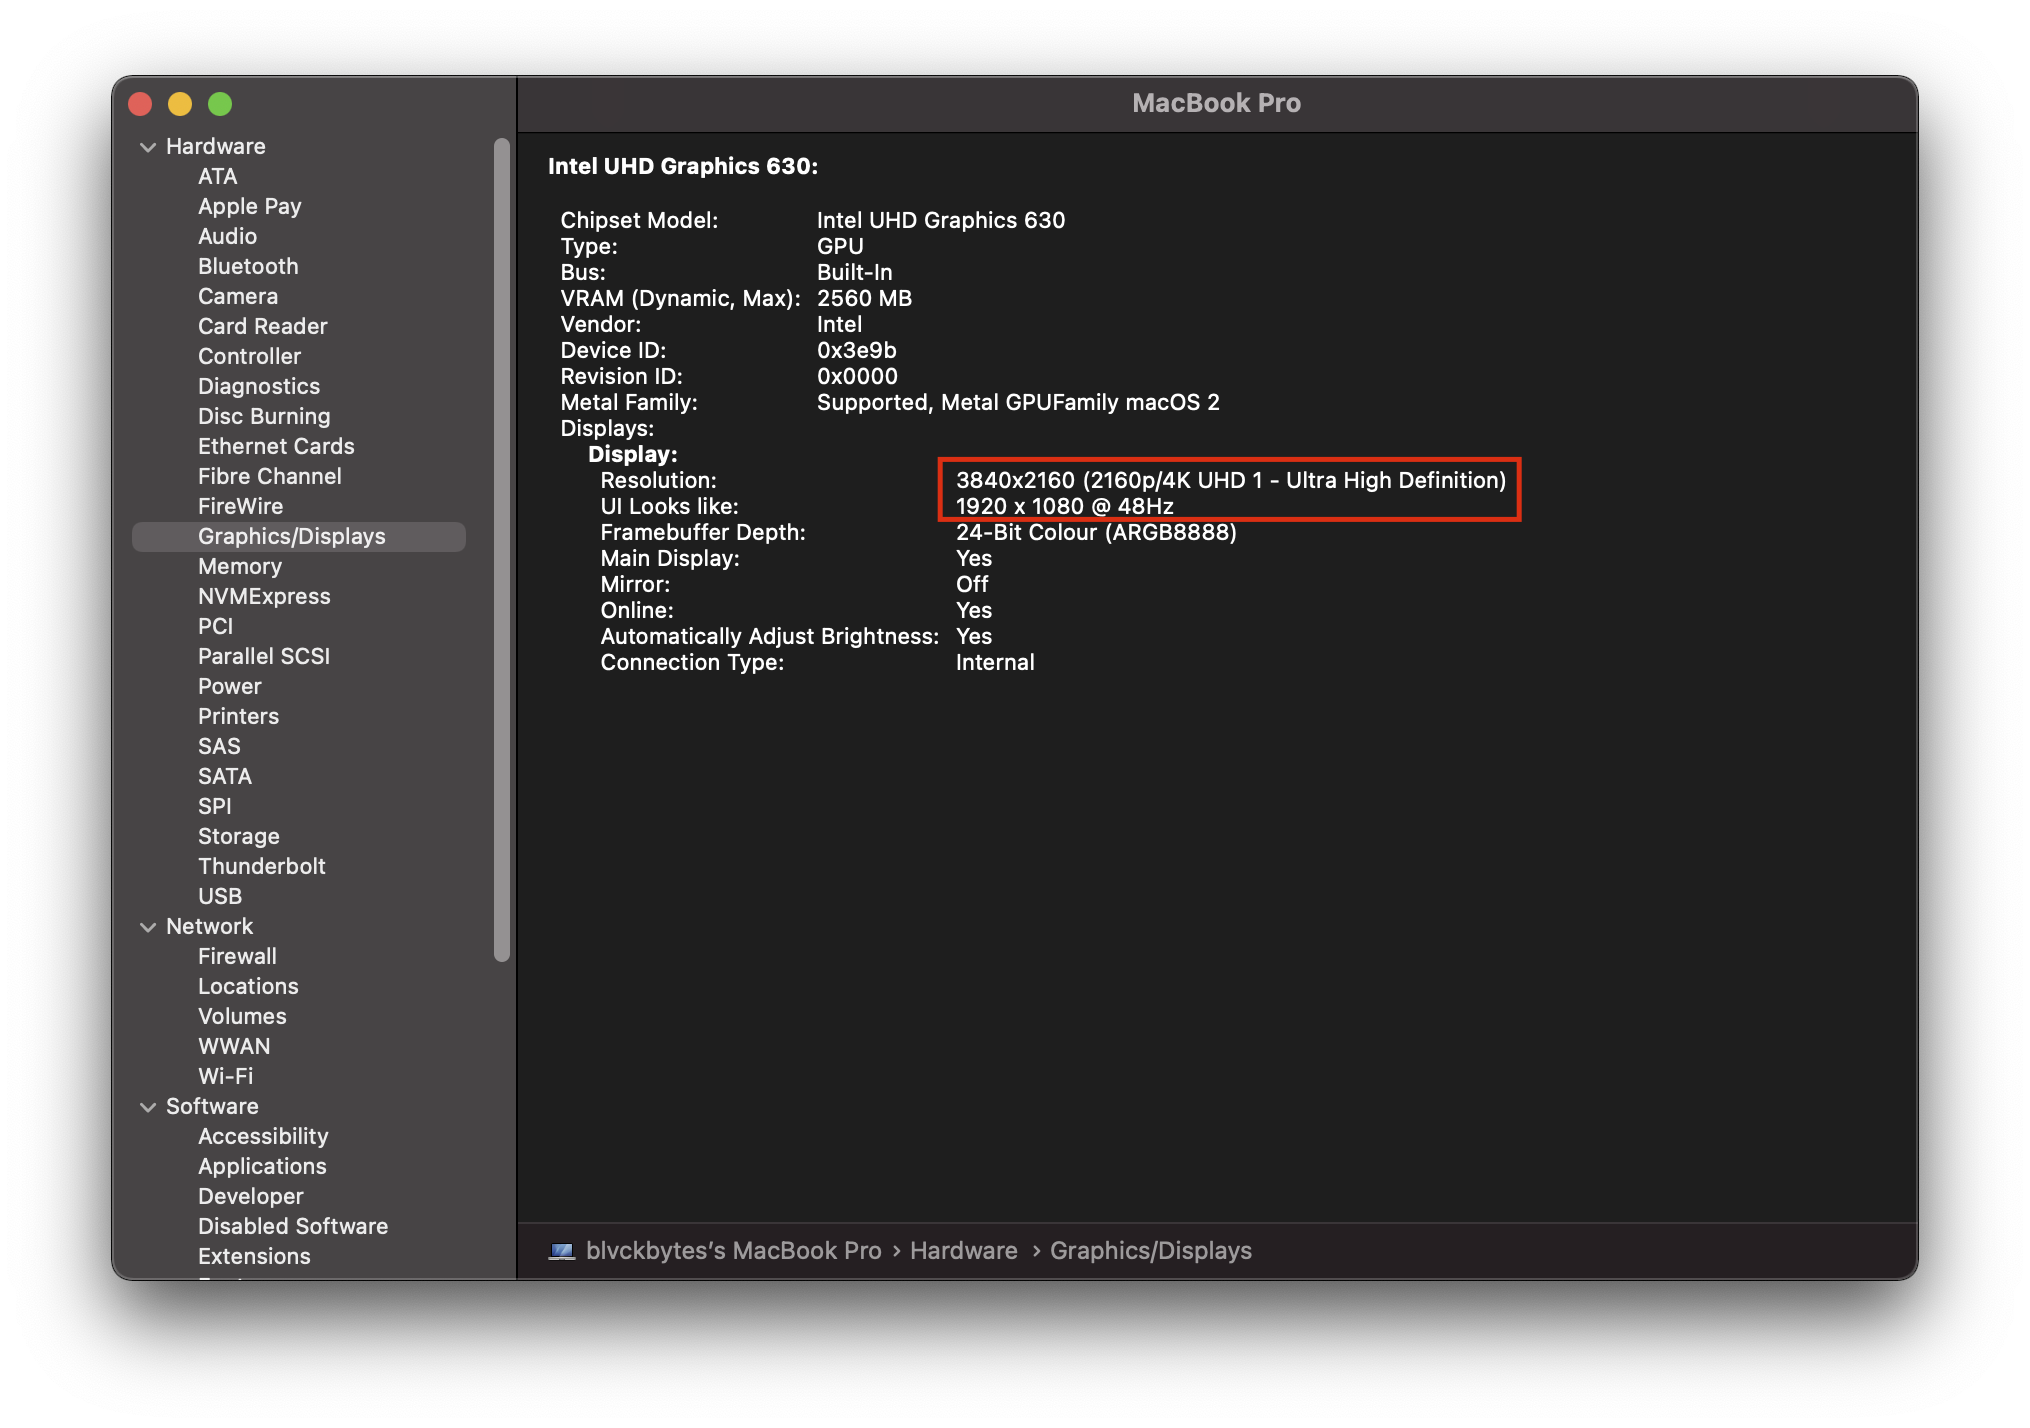 MacBook Pro
Hardware
ATA
Apple Pay
Audio
Bluetooth
Camera
Card Reader
Controller
Diagnostics
Disc Burning
Ethernet Cards
Fibre Channel
FireWire
Graphics/Displays
Memory
NVMExpress
PCI
Parallel SCSI
Power
Printers
SAS
SATA
SPI
Storage
Thunderbolt
USB
Network
Firewall
Locations
Volumes
WWAN
Wi-Fi
Software
Accessibility
Applications
Developer
Disabled Software
Extensions
Intel UHD Graphics 630:
Chipset Model: Intel UHD Graphics 630
Type: GPU
Bus: Built-In
VRAM (Dynamic, Max): 2560 MB
Vendor: Intel
Device ID: 0x3e9b
Revision ID: 0x0000
Metal Family: Supported, Metal GPUFamily macOS 2
Displays:
Display:
Resolution: 3840x2160 (2160p/4K UHD 1 - Ultra High Definition)
UI Looks like: 1920 x 1080 @ 48Hz
Framebuffer Depth: 24-Bit Colour (ARGB8888)
Main Display: Yes
Mirror: Off
Online: Yes
Automatically Adjust Brightness: Yes
Connection Type: Internal
blvckbytes’s MacBook Pro › Hardware › Graphics/Displays